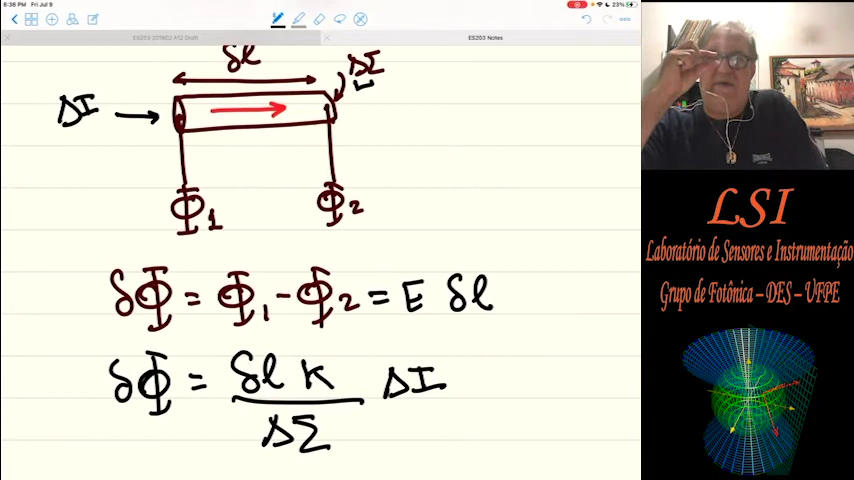 8:36 PM Fri Jul 9
23%
ES203 2019E2 A12 Draft
ES203 Notes
δℓ
ΔΣ
ΔI
Φ1
Φ2
δΦ = Φ1 - Φ2 = E δℓ
δΦ = δℓ K / ΔΣ ΔI
LSI
Laboratório de Sensores e Instrumentação
Grupo de Fotônica – DES – UFPE